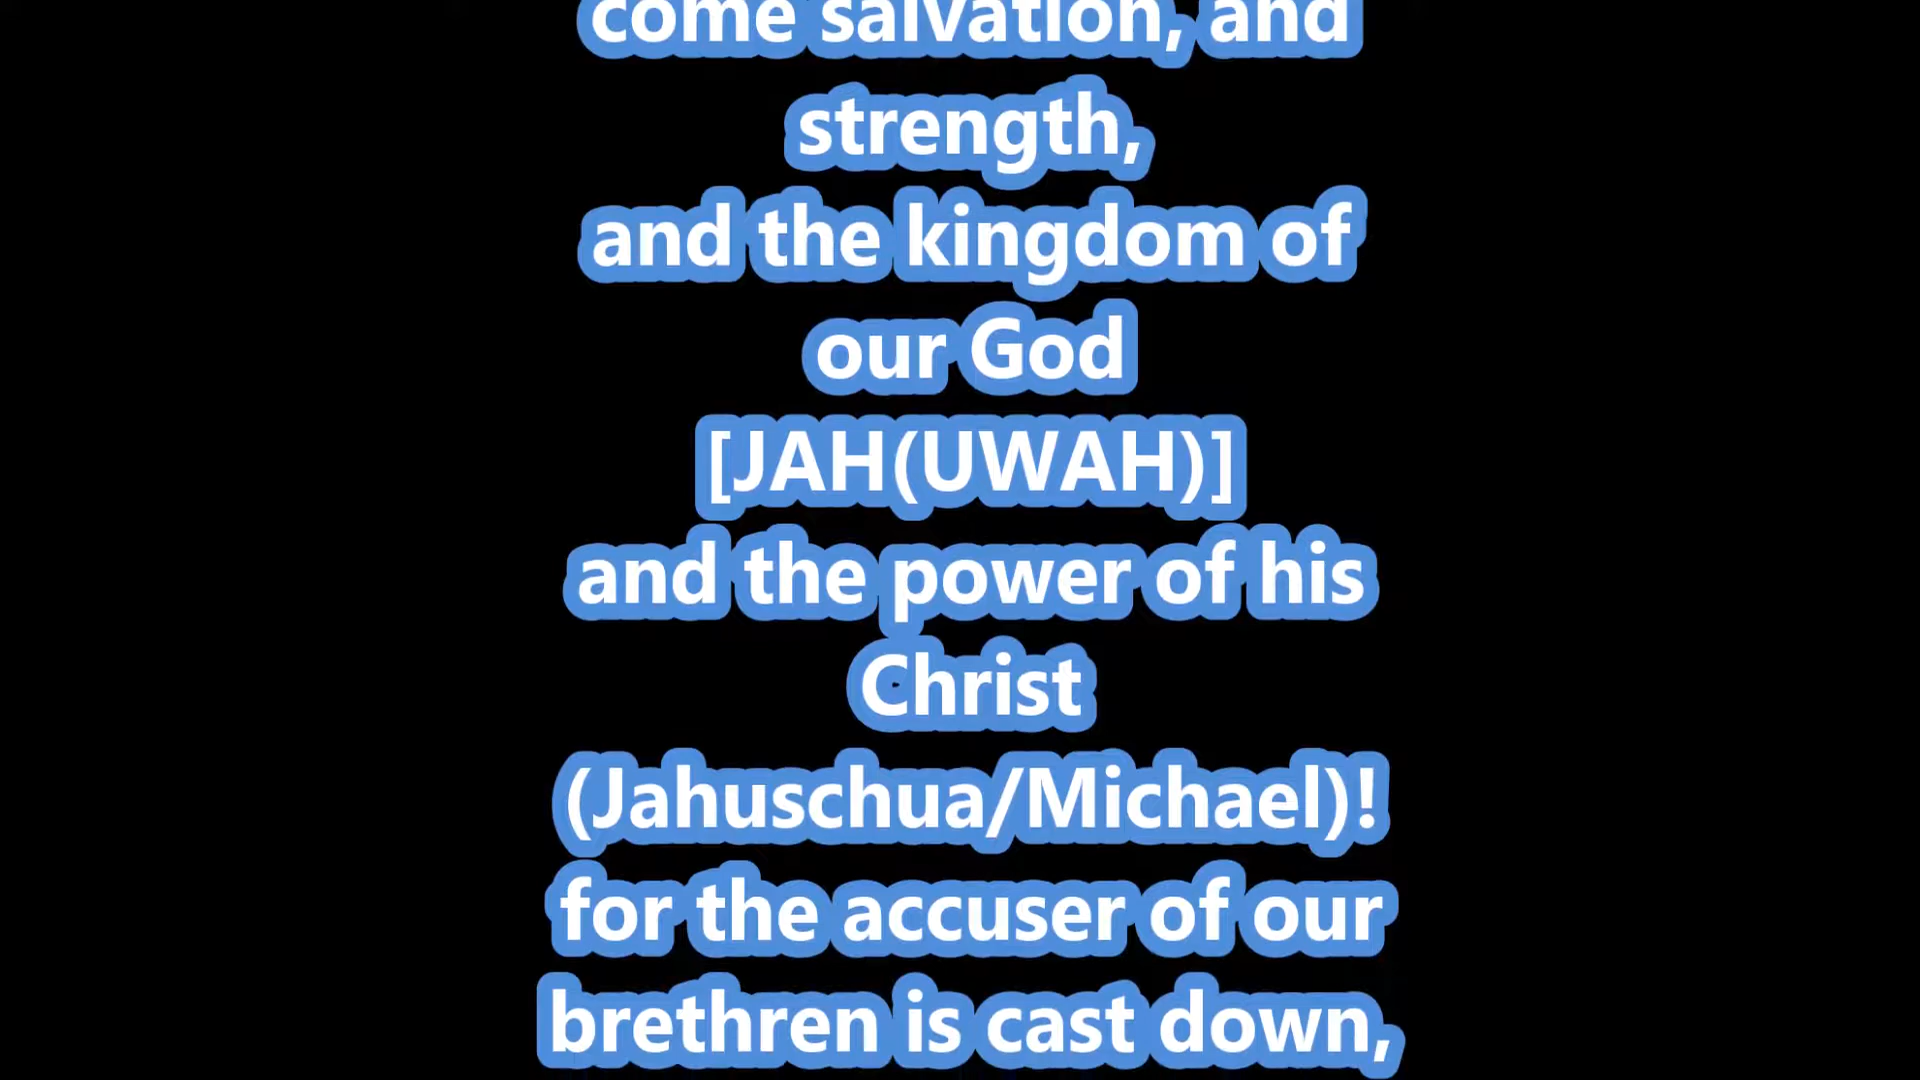 come salvation, and
strength,
and the kingdom of
our God
[JAH(UWAH)]
and the power of his
Christ
(Jahuschua/Michael)!
for the accuser of our
brethren is cast down,